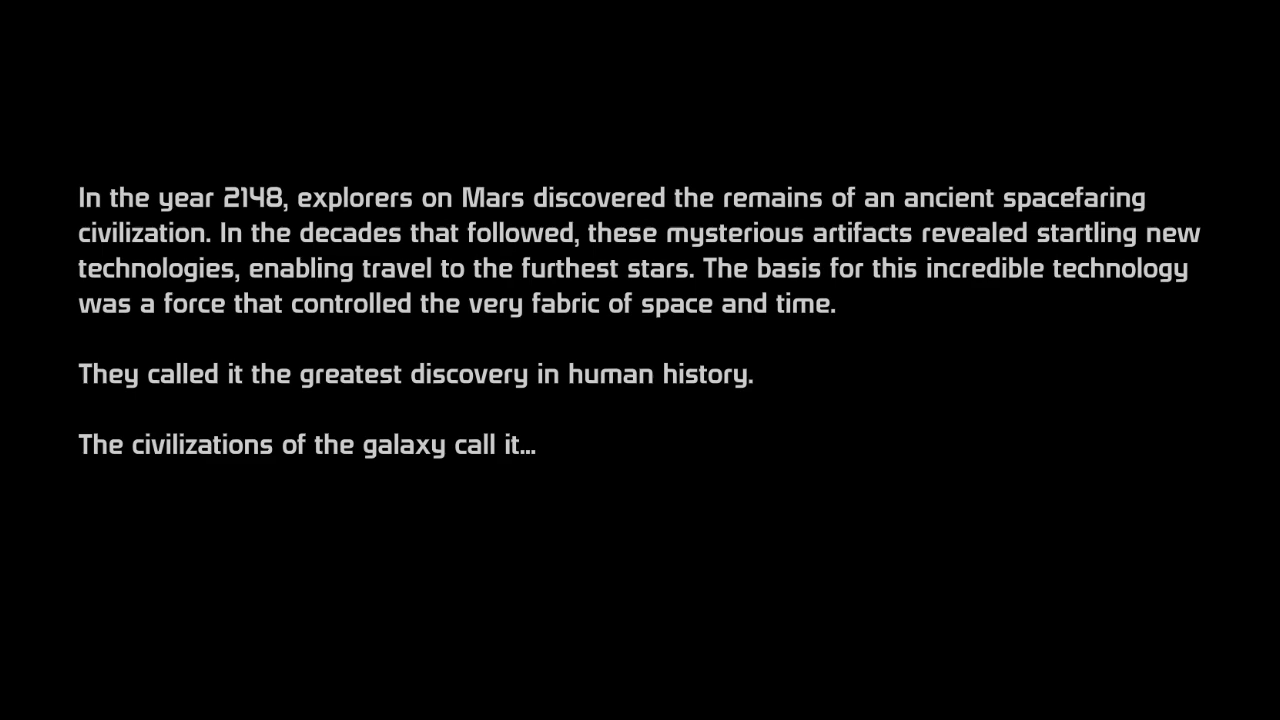 In the year 2148, explorers on Mars discovered the remains of an ancient spacefaring
civilization. In the decades that followed, these mysterious artifacts revealed startling new
technologies, enabling travel to the furthest stars. The basis for this incredible technology
was a force that controlled the very fabric of space and time.
They called it the greatest discovery in human history.
The civilizations of the galaxy call it...